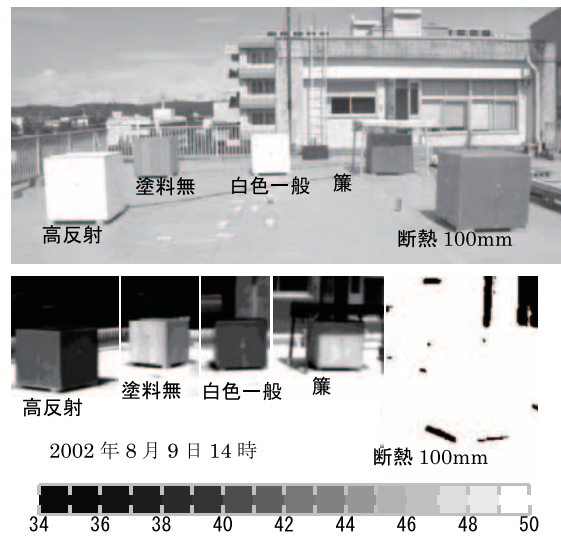 塗料無
白色一般
簾
高反射
断熱 100mm
塗料無
白色一般
簾
高反射
2002 年 8 月 9 日 14 時
断熱 100mm
34 36 38 40 42 44 46 48 50